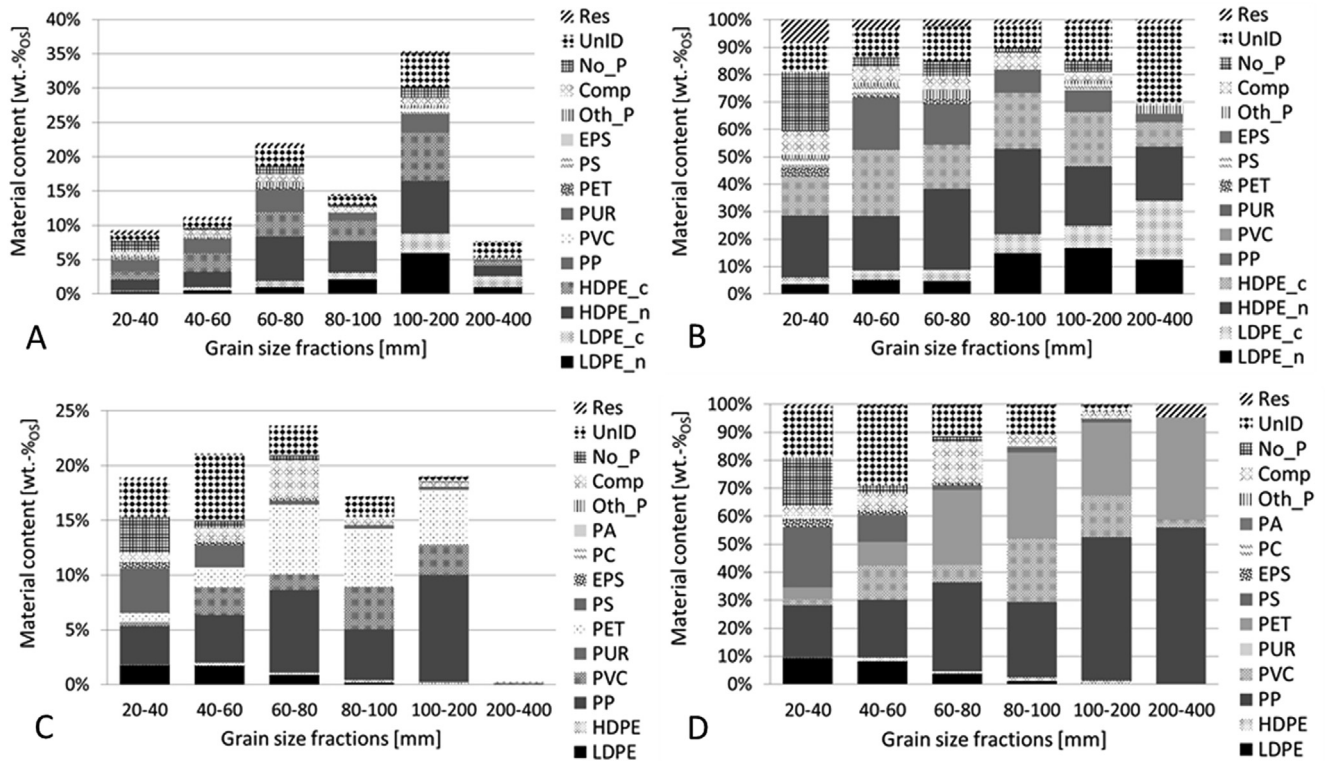 40%
35%
30%
25%
20%
15%
10%
5%
0%
Material content [wt.-%OS]
20-40 40-60 60-80 80-100 100-200 200-400
Grain size fractions [mm]
A
Res
UnID
No_P
Comp
Oth_P
EPS
PS
PET
PUR
PVC
PP
HDPE_c
HDPE_n
LDPE_c
LDPE_n
100%
90%
80%
70%
60%
50%
40%
30%
20%
10%
0%
Material content [wt.-%OS]
20-40 40-60 60-80 80-100 100-200 200-400
Grain size fractions [mm]
B
Res
UnID
No_P
Comp
Oth_P
EPS
PS
PET
PUR
PVC
PP
HDPE_c
HDPE_n
LDPE_c
LDPE_n
25%
20%
15%
10%
5%
0%
Material content [wt.-%OS]
20-40 40-60 60-80 80-100 100-200 200-400
Grain size fractions [mm]
C
Res
UnID
No_P
Comp
Oth_P
PA
PC
EPS
PS
PET
PUR
PVC
PP
HDPE
LDPE
100%
90%
80%
70%
60%
50%
40%
30%
20%
10%
0%
Material content [wt.-%OS]
20-40 40-60 60-80 80-100 100-200 200-400
Grain size fractions [mm]
D
Res
UnID
No_P
Comp
Oth_P
PA
PC
EPS
PS
PET
PUR
PVC
PP
HDPE
LDPE